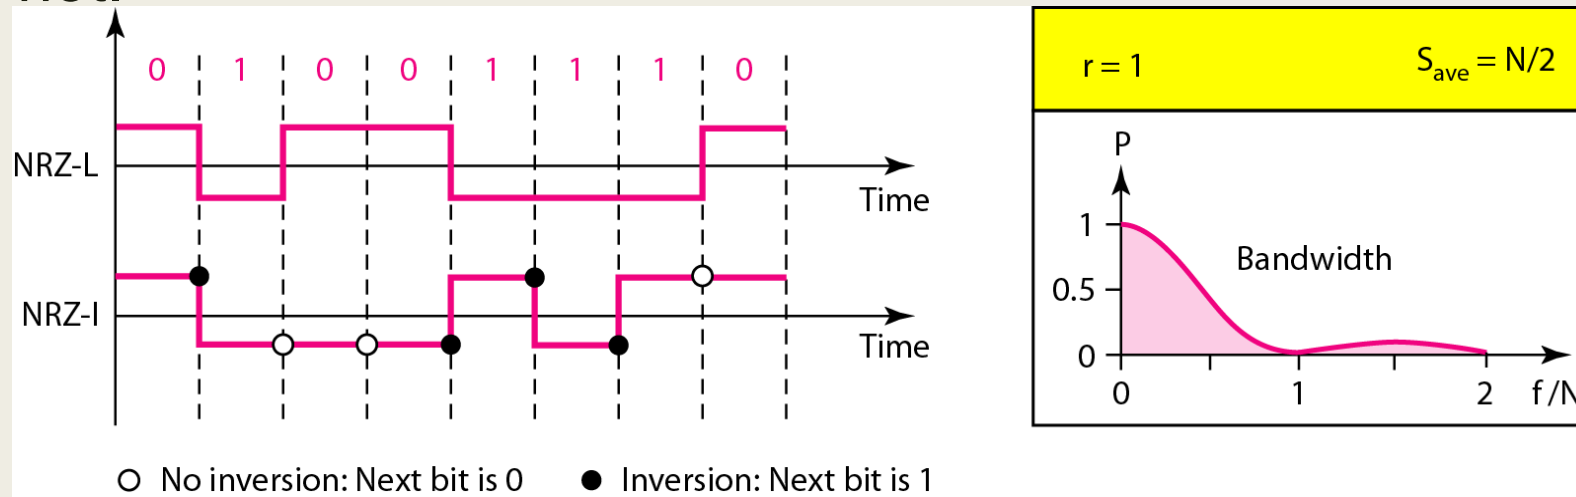 0 1 0 0 1 1 1 0
NRZ-L
Time
NRZ-I
Time
No inversion: Next bit is 0 Inversion: Next bit is 1
r = 1 Save = N/2
P
1
Bandwidth
0.5
0
0 1 2 f/N